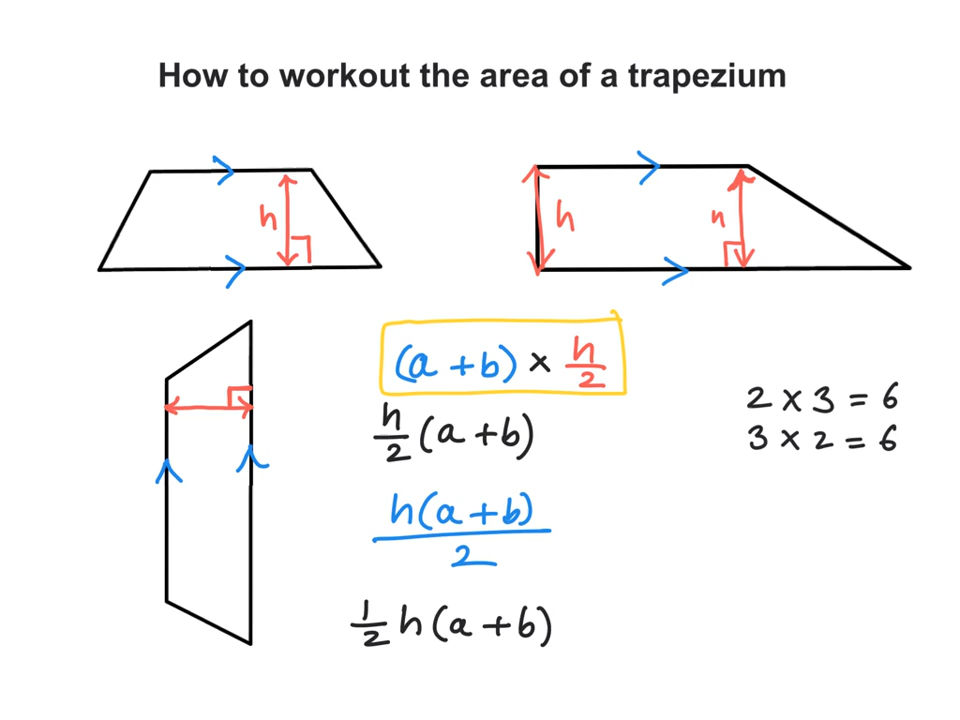 How to workout the area of a trapezium
h
h
h
(a + b) × h/2
h/2 (a + b)
2 × 3 = 6
3 × 2 = 6
h(a + b)/2
1/2 h (a + b)